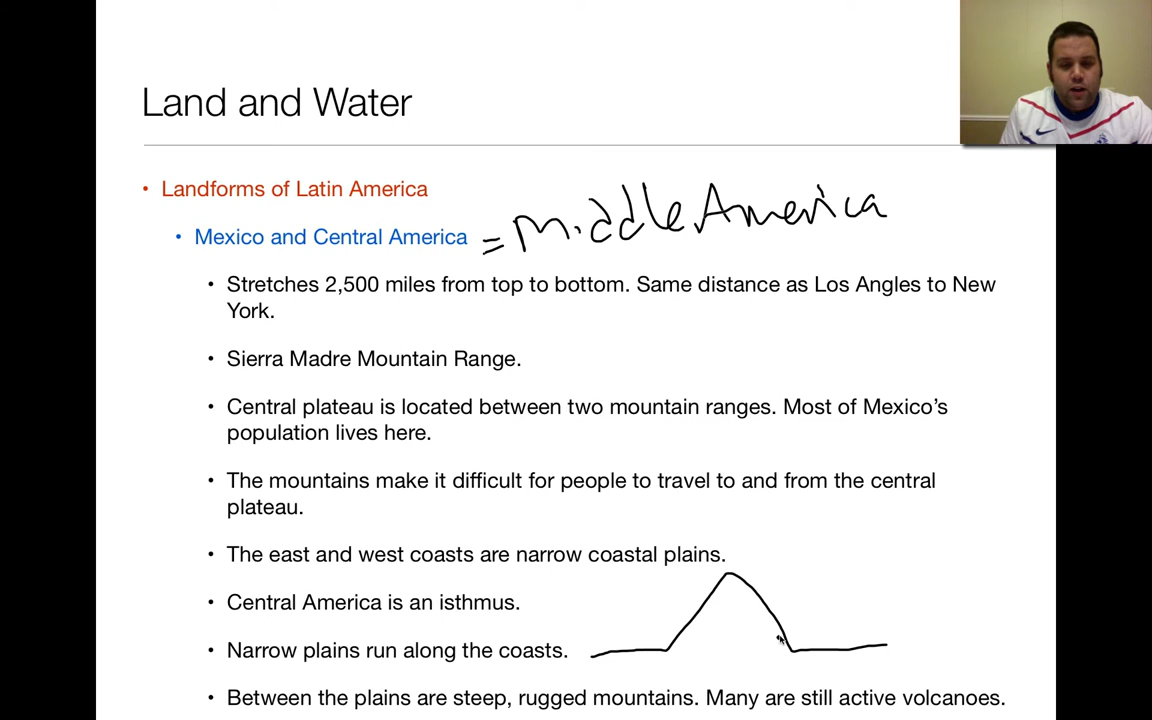 Land and Water
• Landforms of Latin America
• Mexico and Central America = Middle America
• Stretches 2,500 miles from top to bottom. Same distance as Los Angles to New
York.
• Sierra Madre Mountain Range.
• Central plateau is located between two mountain ranges. Most of Mexico’s
population lives here.
• The mountains make it difficult for people to travel to and from the central
plateau.
• The east and west coasts are narrow coastal plains.
• Central America is an isthmus.
• Narrow plains run along the coasts.
• Between the plains are steep, rugged mountains. Many are still active volcanoes.